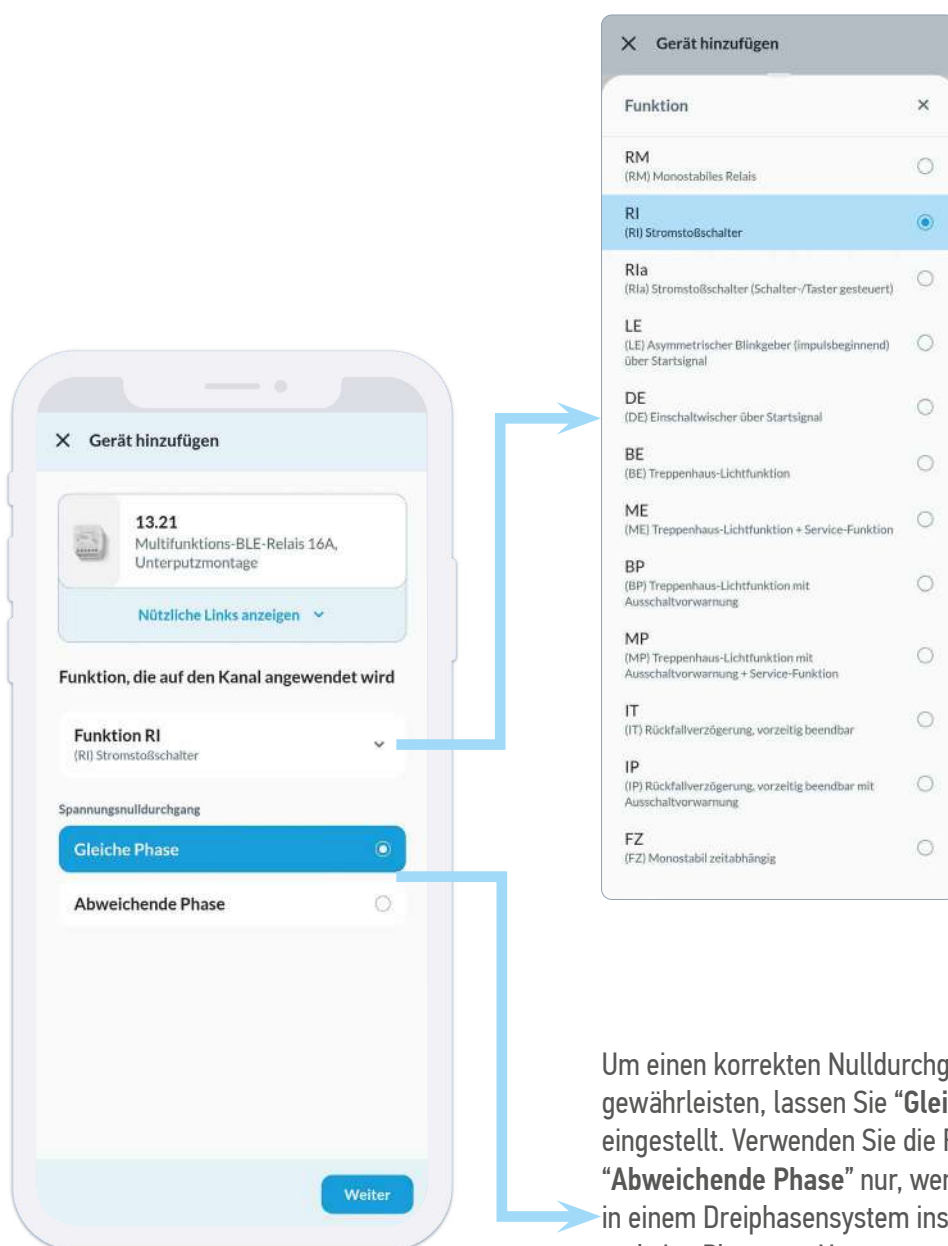 Gerät hinzufügen
13.21
Multifunktions-BLE-Relais 16A,
Unterputzmontage
Nützliche Links anzeigen
Funktion, die auf den Kanal angewendet wird
Funktion RI
(RI) Stromstoßschalter
Spannungsnulldurchgang
Gleiche Phase
Abweichende Phase
Weiter
Gerät hinzufügen
Funktion
RM
(RM) Monostabiles Relais
RI
(RI) Stromstoßschalter
RIa
(RIa) Stromstoßschalter (Schalter-/Taster gesteuert)
LE
(LE) Asymmetrischer Blinkgeber (impulsbeginnend)
über Startsignal
DE
(DE) Einschaltwischer über Startsignal
BE
(BE) Treppenhaus-Lichtfunktion
ME
(ME) Treppenhaus-Lichtfunktion + Service-Funktion
BP
(BP) Treppenhaus-Lichtfunktion mit
Ausschaltvorwarnung
MP
(MP) Treppenhaus-Lichtfunktion mit
Ausschaltvorwarnung + Service-Funktion
IT
(IT) Rückfallverzögerung, vorzeitig beendbar
IP
(IP) Rückfallverzögerung, vorzeitig beendbar mit
Ausschaltvorwarnung
FZ
(FZ) Monostabil zeitabhängig
Um einen korrekten
gewährleisten, lassen Sie
eingestellt. Verwenden Sie die
“Abweichende Phase” nur,
in einem Dreiphasensystem